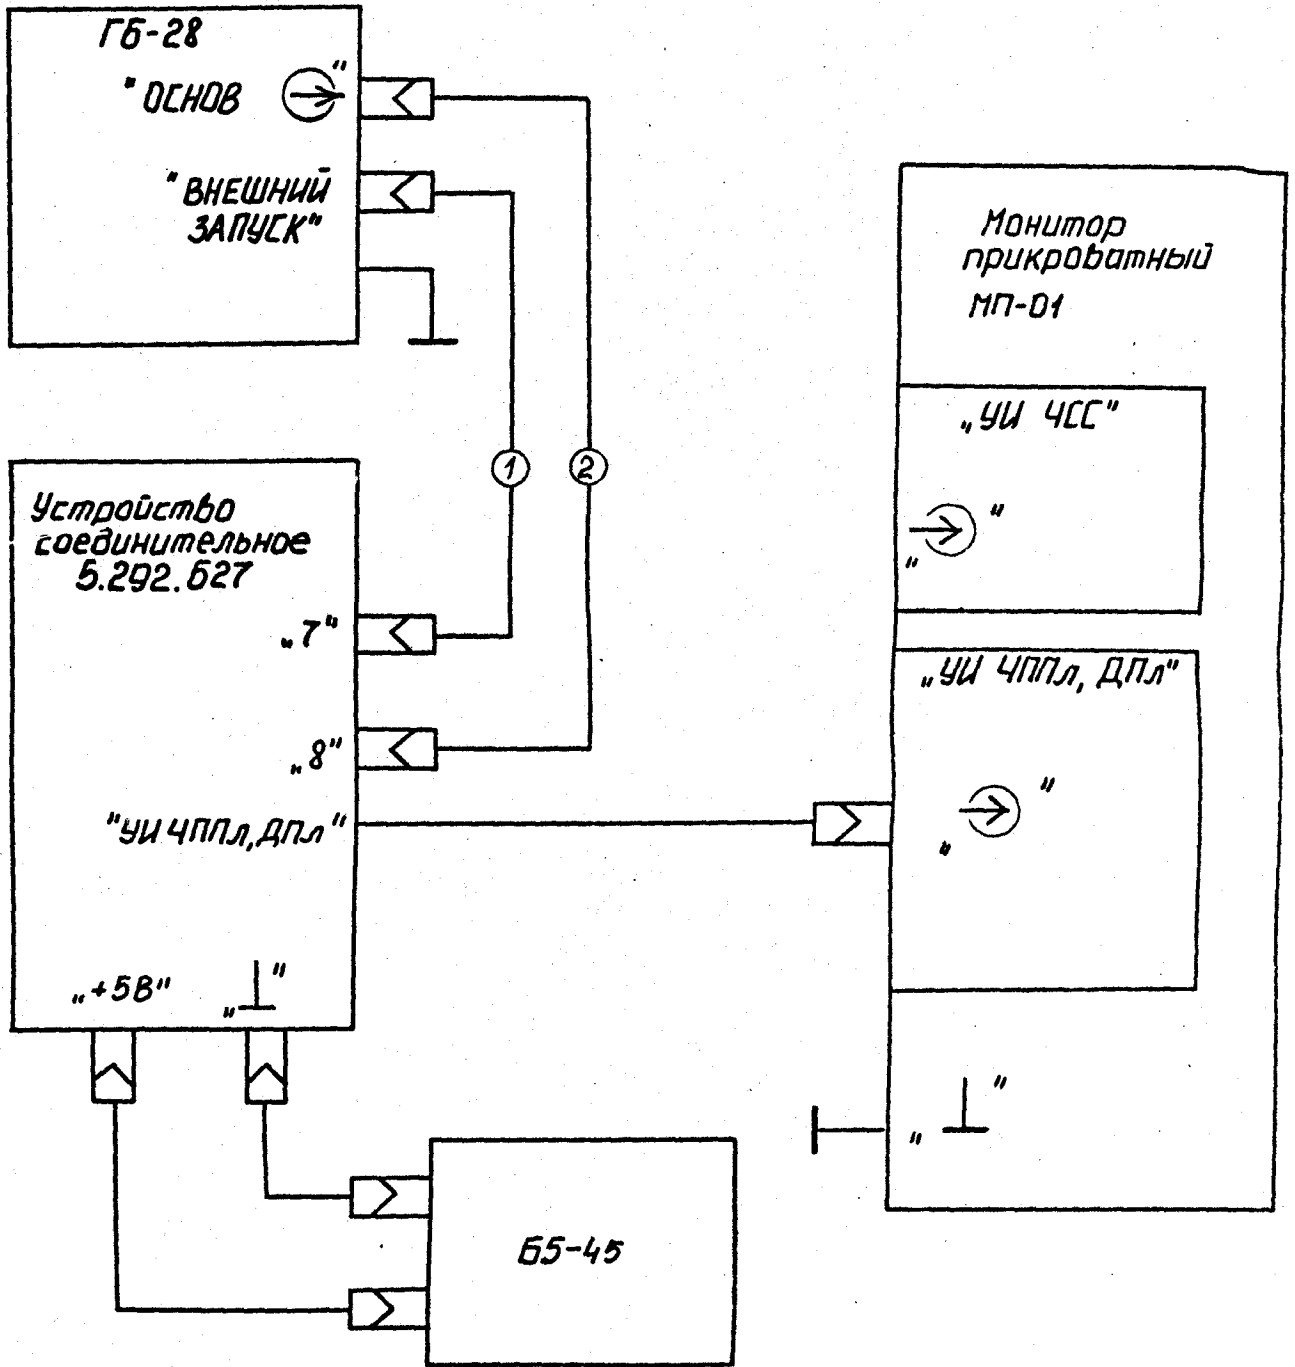 Г6-28
"ОСНОВ "
"ВНЕШНИЙ
ЗАПУСК"
1
2
Устройство
соединительное
5.292.627
„7"
„8"
"УИ ЧППл, ДПл"
„+5В"
„ "
Б5-45
Монитор
прикроватный
МП-01
„УИ ЧСС"
„ "
„УИ ЧППл, ДПл"
„ "
„ "